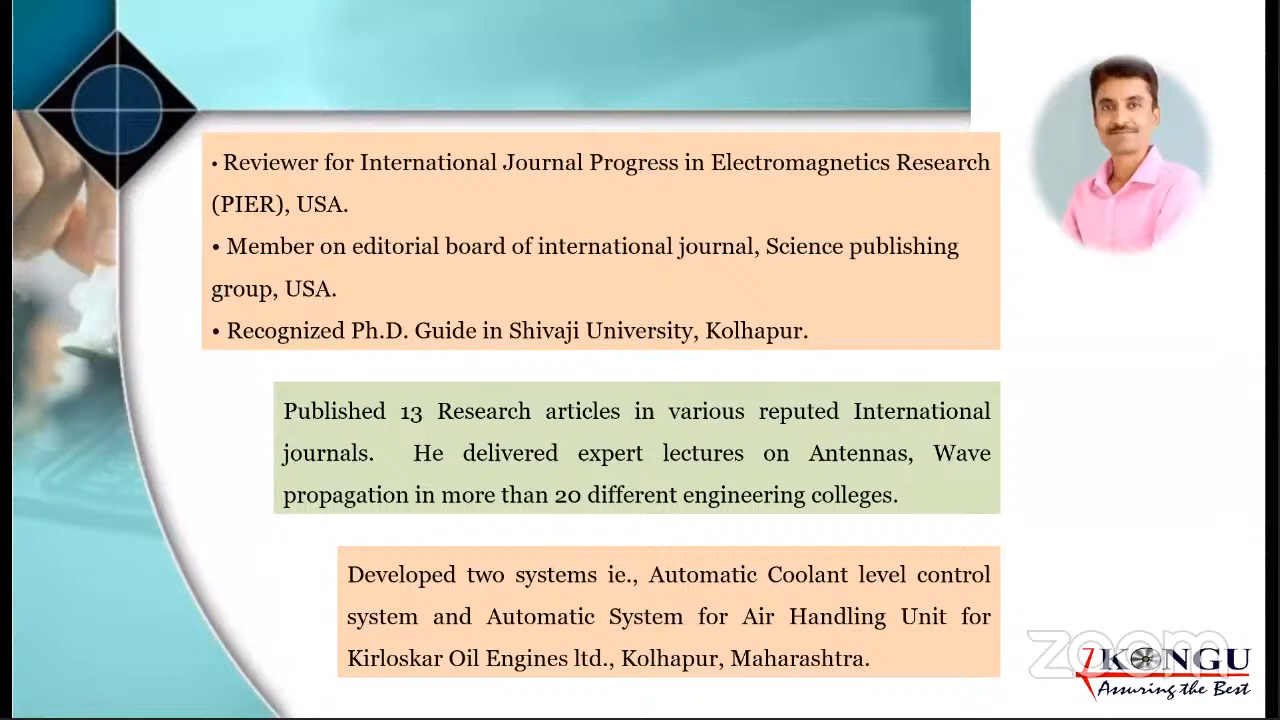 • Reviewer for International Journal Progress in Electromagnetics Research
(PIER), USA.
• Member on editorial board of international journal, Science publishing
group, USA.
• Recognized Ph.D. Guide in Shivaji University, Kolhapur.
Published 13 Research articles in various reputed International
journals. He delivered expert lectures on Antennas, Wave
propagation in more than 20 different engineering colleges.
Developed two systems ie., Automatic Coolant level control
system and Automatic System for Air Handling Unit for
Kirloskar Oil Engines ltd., Kolhapur, Maharashtra.
zoom
KONGU
Assuring the Best